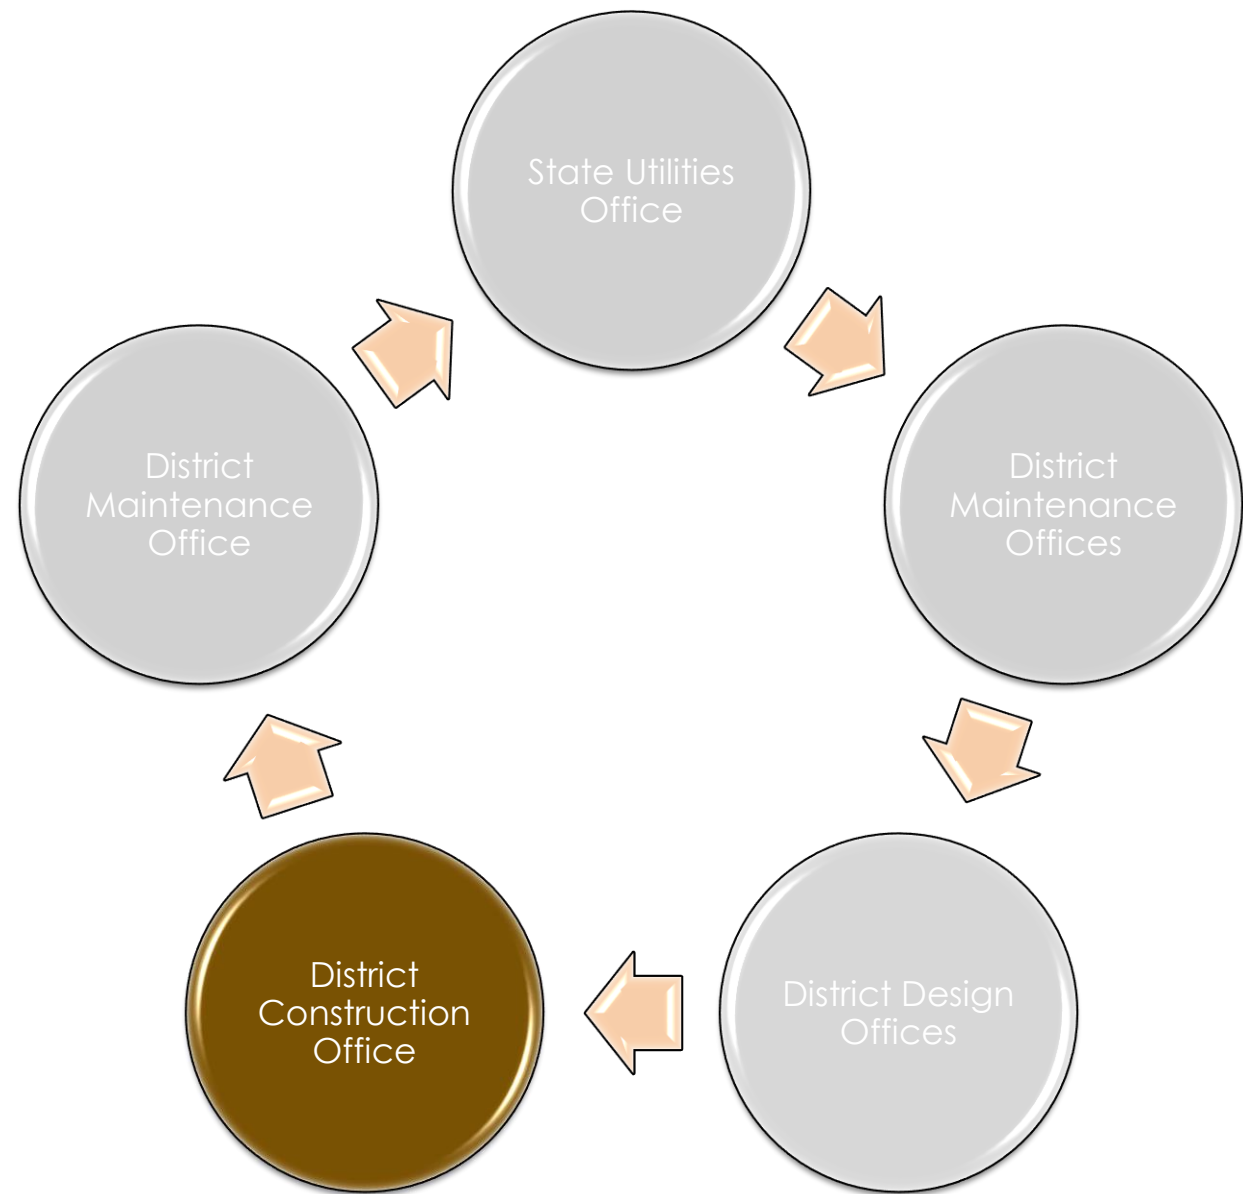 State Utilities
Office
District
Maintenance
Office
District
Maintenance
Offices
District
Construction
Office
District Design
Offices